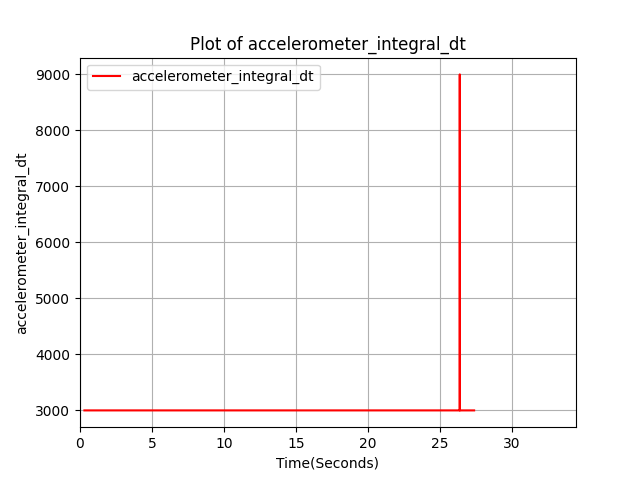 Plot of accelerometer_integral_dt
accelerometer_integral_dt
accelerometer_integral_dt
9000
8000
7000
6000
5000
4000
3000
0 5 10 15 20 25 30
Time(Seconds)